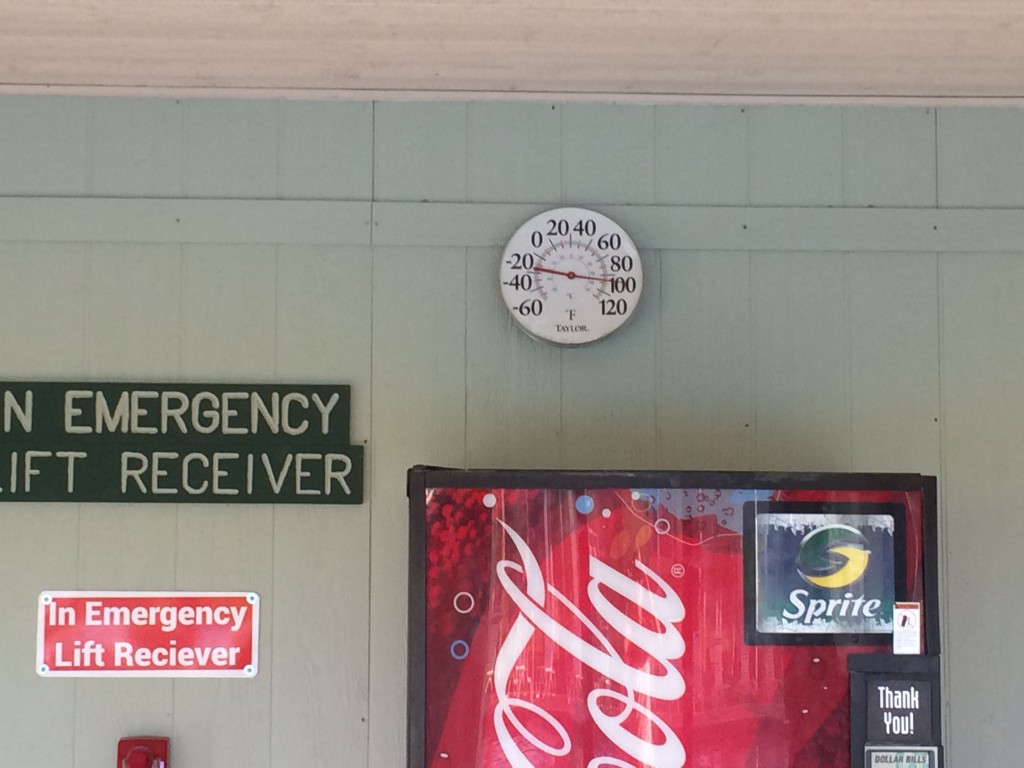 20 40
0 60
-20 80
-40 100
-60 °F 120
TAYLOR
°C
N EMERGENCY
LIFT RECEIVER
In Emergency
Lift Reciever
Cola
®
Sprite
Thank
You!
DOLLAR BILLS